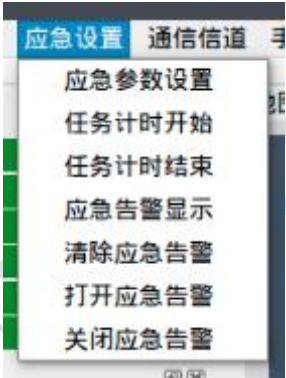 应急设置 通信信道
应急参数设置
任务计时开始
任务计时结束
应急告警显示
清除应急告警
打开应急告警
关闭应急告警